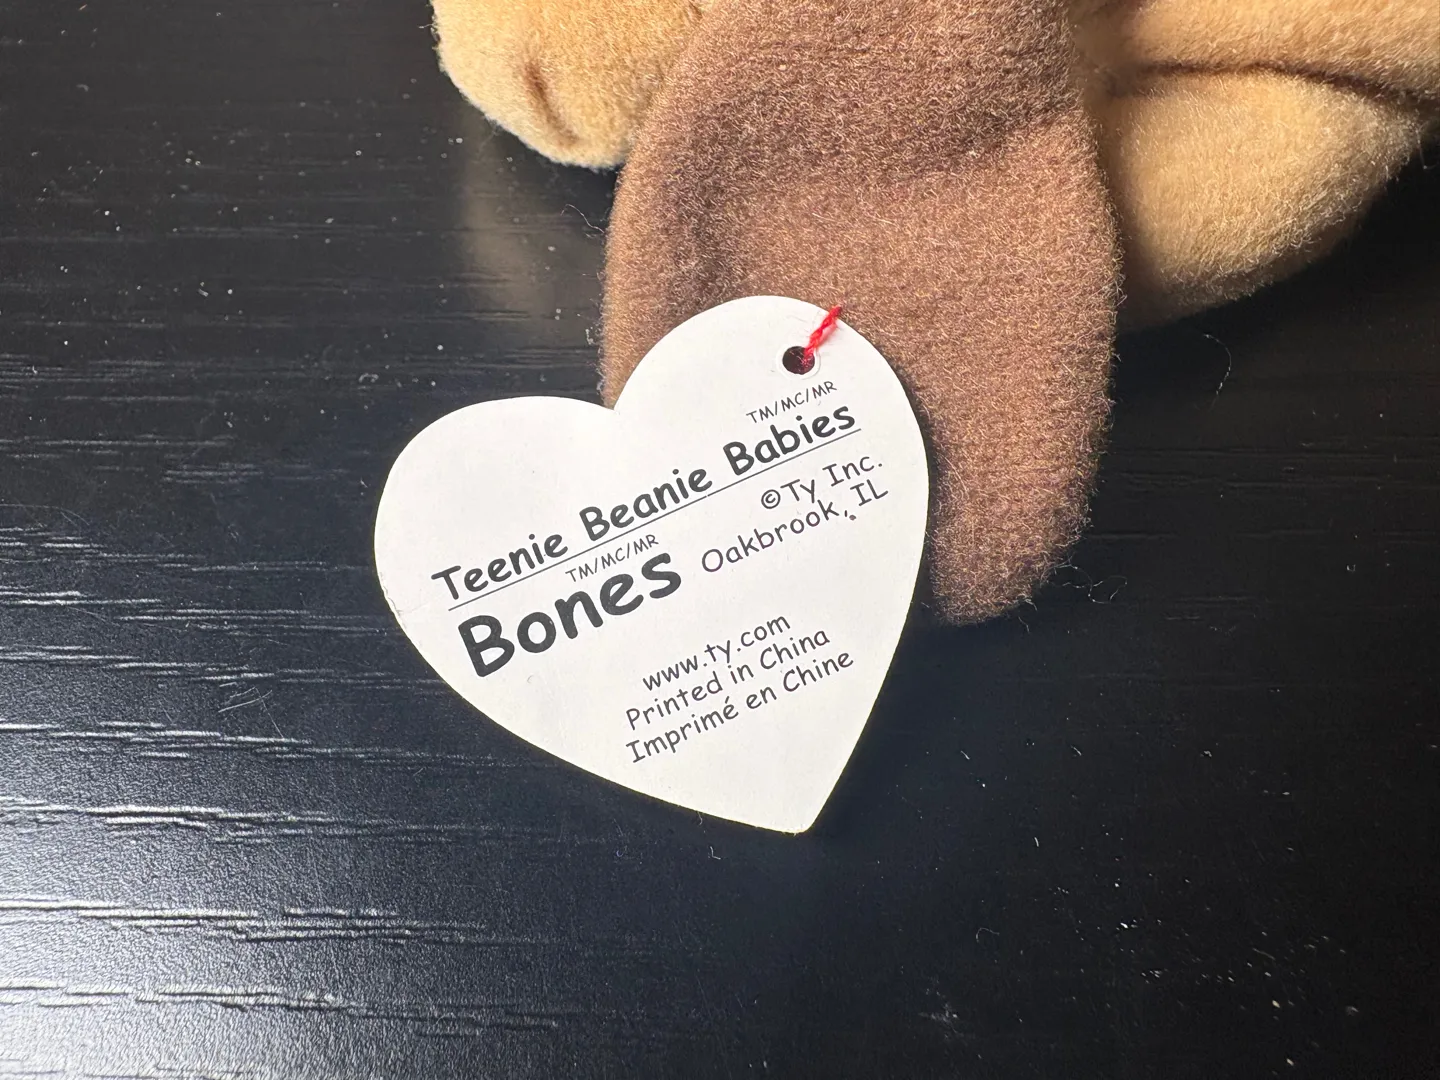 TM/MC/MR
Teenie Beanie Babies
TM/MC/MR
Bones
©Ty Inc.
Oakbrook, IL
www.ty.com
Printed in China
Imprimé en Chine